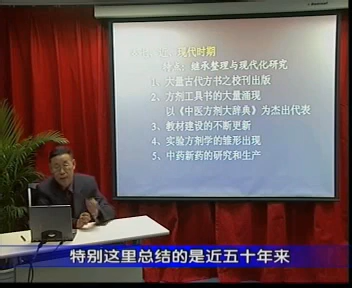 现代时期
特点：继承整理与现代化研究
1、大量古代方书之校刊出版
2、方剂工具书的大量涌现
以《中医方剂大辞典》为杰出代表
3、教材建设的不断更新
4、实验方剂学的雏形出现
5、中药新药的研究和生产
特别这里总结的是近五十年来